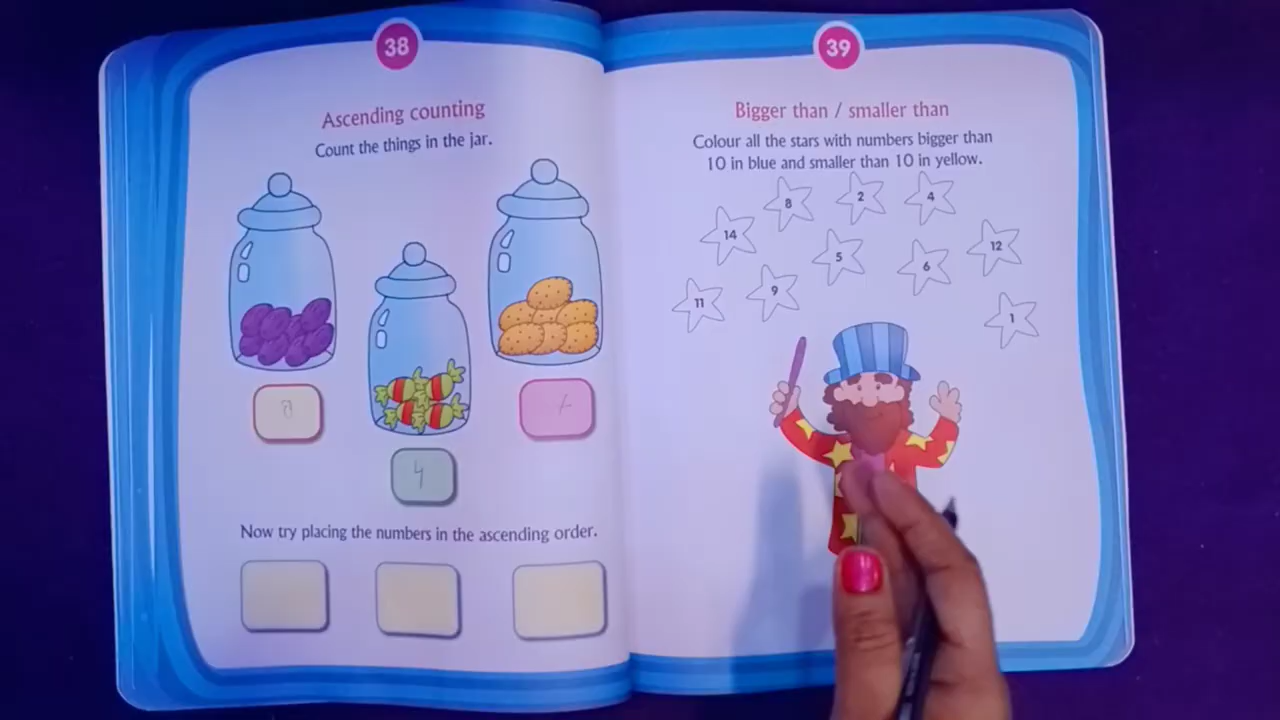 38
Ascending counting
Count the things in the jar.
8
4
Now try placing the numbers in the ascending order.
39
Bigger than / smaller than
Colour all the stars with numbers bigger than
10 in blue and smaller than 10 in yellow.
8 2 4
14 5 6 12
11 9 1